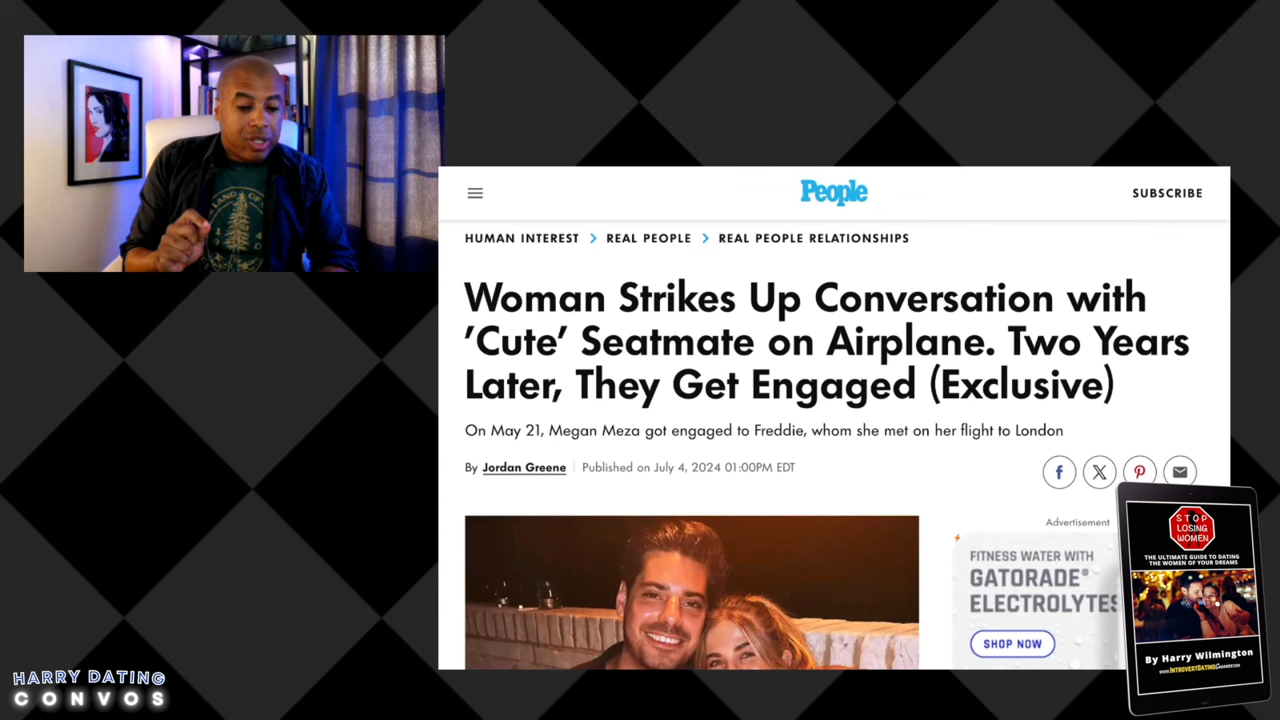 People
SUBSCRIBE
HUMAN INTEREST > REAL PEOPLE > REAL PEOPLE RELATIONSHIPS
Woman Strikes Up Conversation with
'Cute' Seatmate on Airplane. Two Years
Later, They Get Engaged (Exclusive)
On May 21, Megan Meza got engaged to Freddie, whom she met on her flight to London
By Jordan Greene
Published on July 4, 2024 01:00PM EDT
Advertisement
FITNESS WATER WITH
GATORADE®
ELECTROLYTES
SHOP NOW
STOP
LOSING
WOMEN
THE ULTIMATE GUIDE TO DATING
THE WOMEN OF YOUR DREAMS
By Harry Wilmington
HARRY DATING
CONVOS